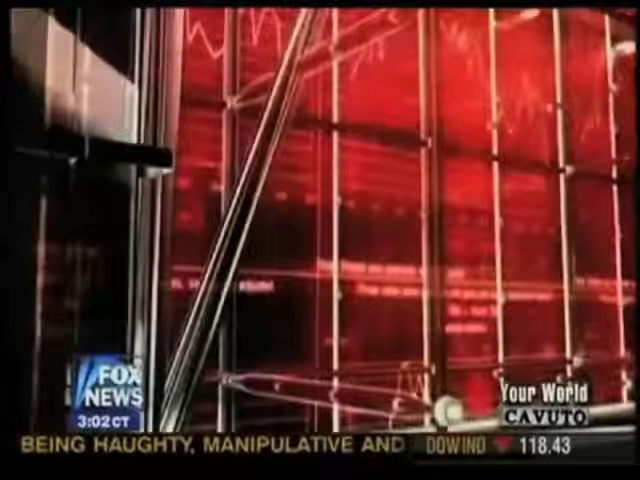 FOX
NEWS
3:02 CT
Your World
CAVUTO
BEING HAUGHTY, MANIPULATIVE AND DOW IND ▼ 118.43